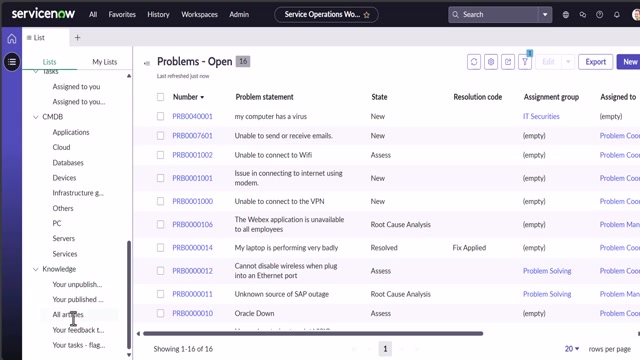 servicenow All Favorites History Workspaces Admin Service Operations Wo... Search
List
Lists My Lists
Tasks
Assigned to you
Assigned to you...
CMDB
Applications
Cloud
Databases
Devices
Infrastructure g...
Others
PC
Servers
Services
Knowledge
Your unpublish...
Your published ...
All articles
Your feedback t...
Your tasks - flag...
Problems - Open 16
Last refreshed just now
1
Edit Export New
Number Problem statement State Resolution code Assignment group Assigned to
PRB0040001 my computer has a virus New IT Securities (empty)
PRB0007601 Unable to send or receive emails. New (empty) Problem Coor
PRB0001002 Unable to connect to Wifi Assess (empty) Problem Coor
PRB0001001 Issue in connecting to internet using modem. New (empty) Problem Coor
PRB0001000 Unable to connect to the VPN New (empty) Problem Coor
PRB0000106 The Webex application is unavailable to all employees Root Cause Analysis (empty) Problem Man
PRB0000014 My laptop is performing very badly Resolved Fix Applied (empty) Problem Coor
PRB0000012 Cannot disable wireless when plug into an Ethernet port Assess Problem Solving Problem Coor
PRB0000011 Unknown source of SAP outage Root Cause Analysis Problem Solving Problem Man
PRB0000010 Oracle Down Assess (empty) Problem Coor
Showing 1-16 of 16 1 20 rows per page